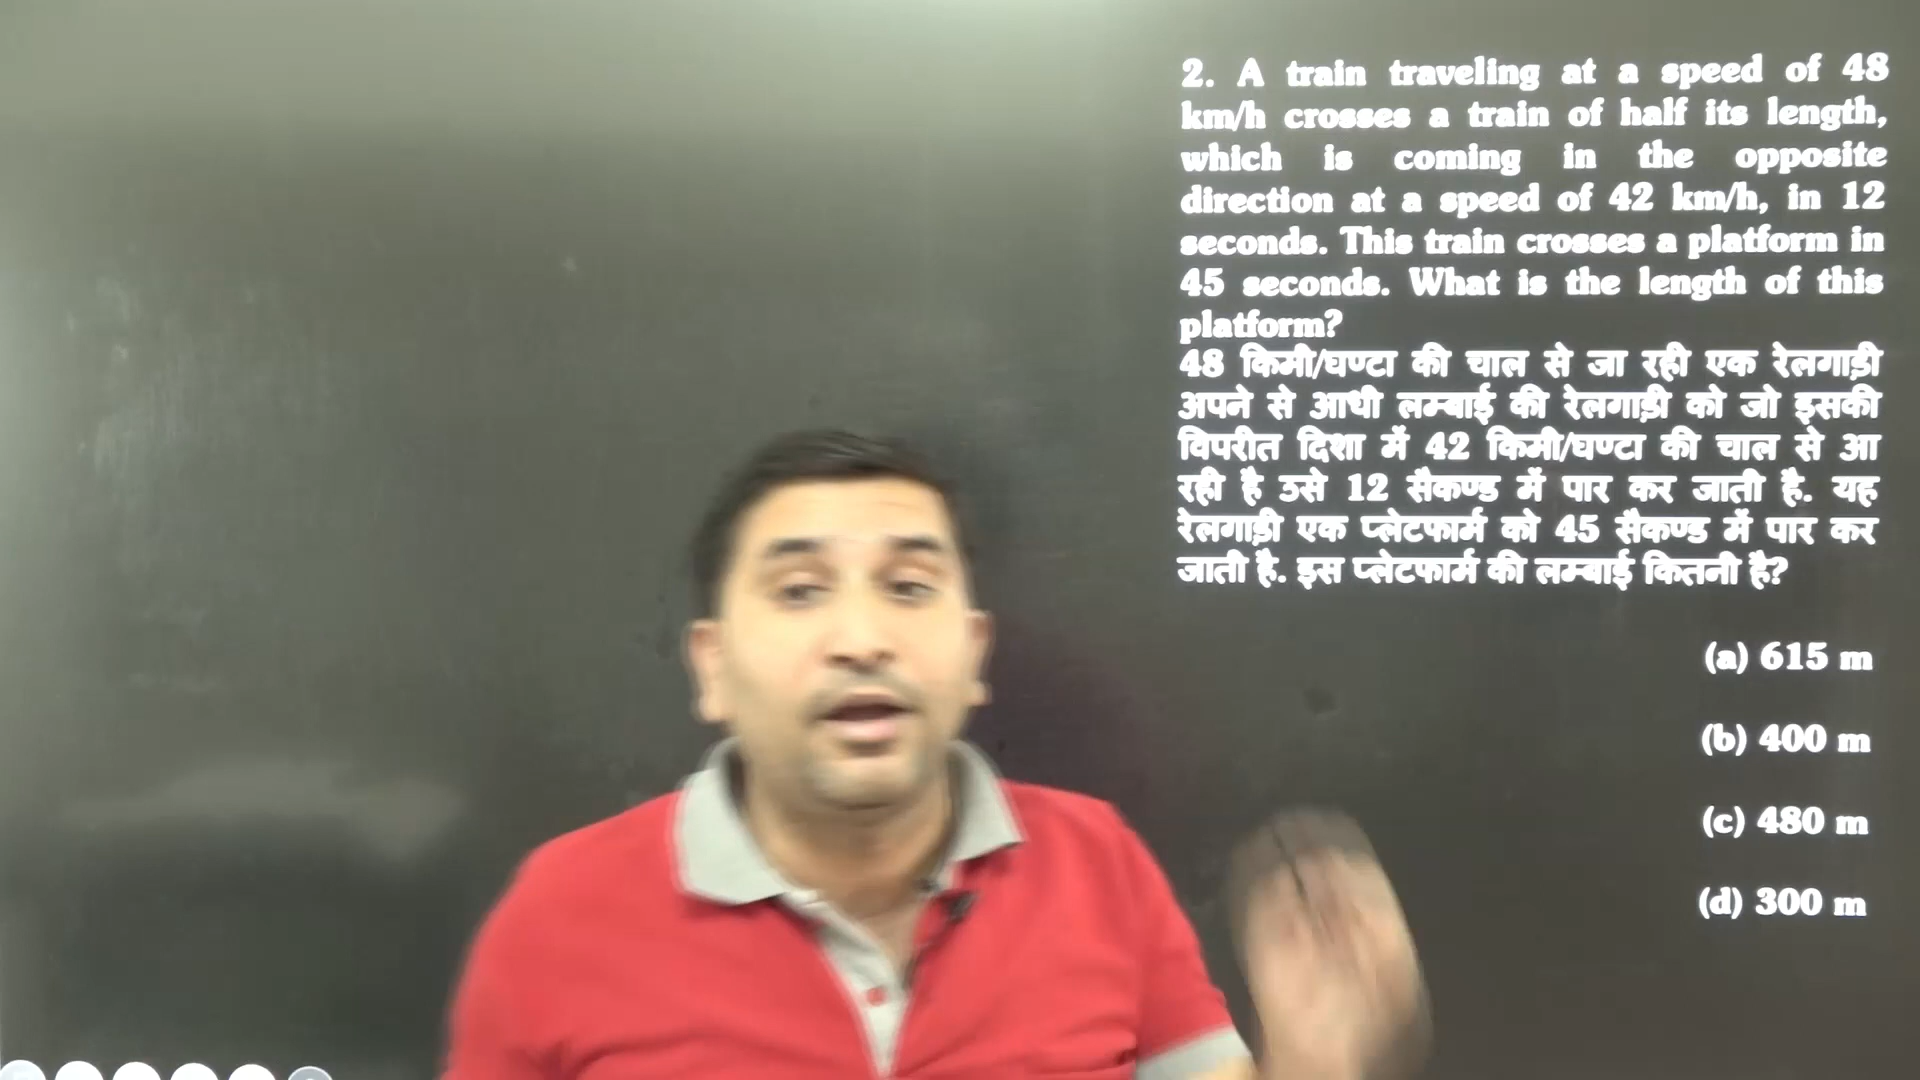 2. A train traveling at a speed of 48
km/h crosses a train of half its length,
which is coming in the opposite
direction at a speed of 42 km/h, in 12
seconds. This train crosses a platform in
45 seconds. What is the length of this
platform?
48 किमी/घण्टा की चाल से जा रही एक रेलगाड़ी
अपने से आधी लम्बाई की रेलगाड़ी को जो इसकी
विपरीत दिशा में 42 किमी/घण्टा की चाल से आ
रही है उसे 12 सैकण्ड में पार कर जाती है. यह
रेलगाड़ी एक प्लेटफार्म को 45 सैकण्ड में पार कर
जाती है. इस प्लेटफार्म की लम्बाई कितनी है?
(a) 615 m
(b) 400 m
(c) 480 m
(d) 300 m